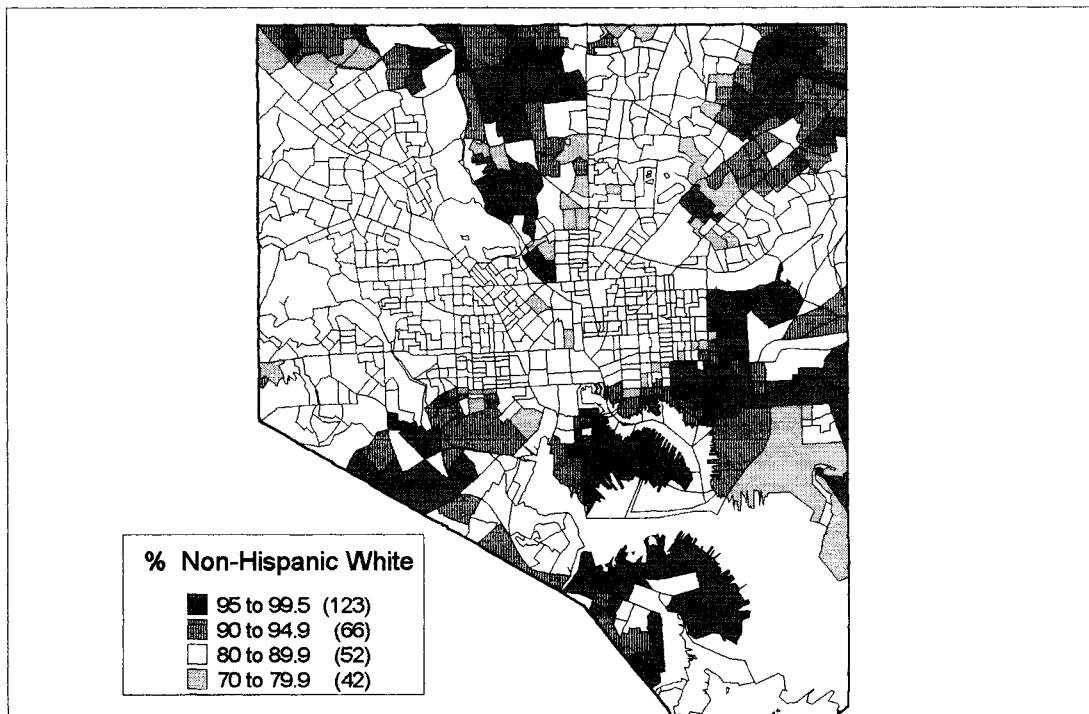 % Non-Hispanic White
95 to 99.5 (123)
90 to 94.9 (66)
80 to 89.9 (52)
70 to 79.9 (42)